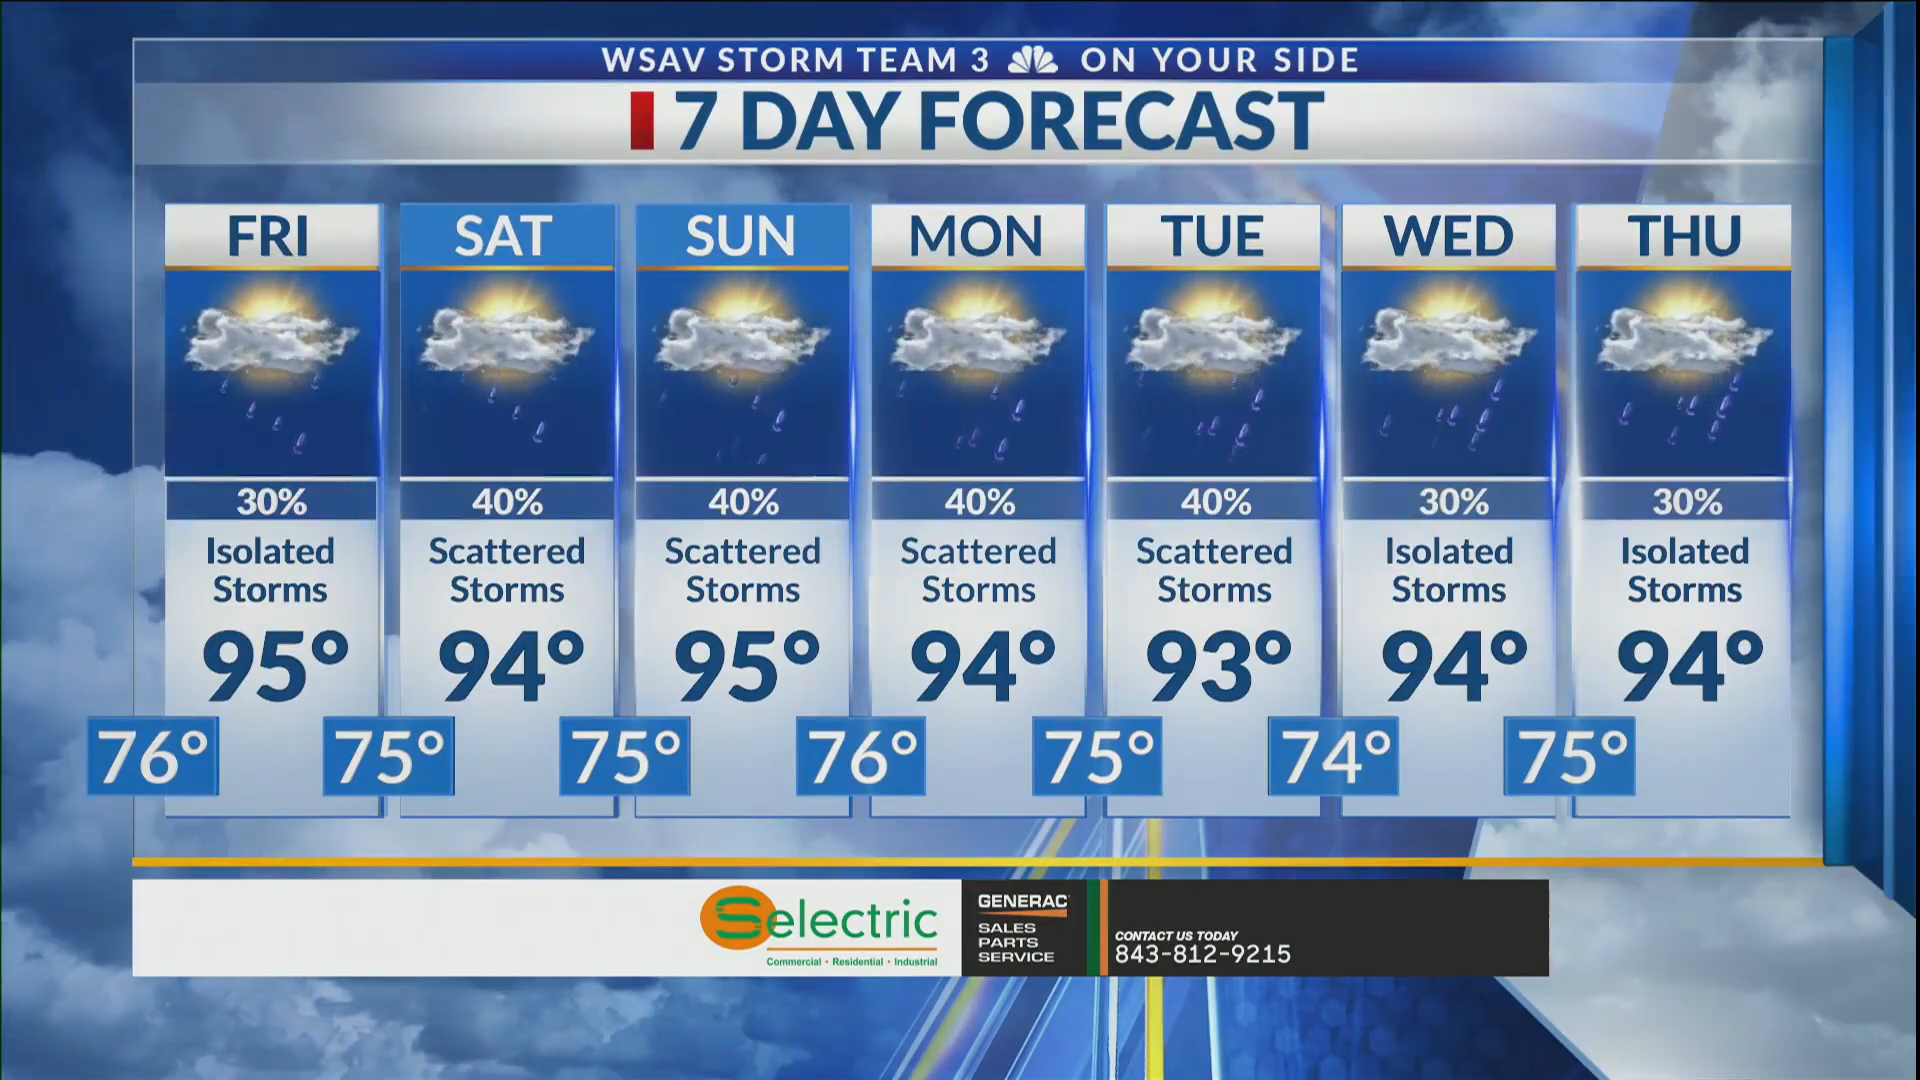 WSAV STORM TEAM 3 ON YOUR SIDE
7 DAY FORECAST
FRI SAT SUN MON TUE WED THU
30% 40% 40% 40% 40% 30% 30%
Isolated Scattered Scattered Scattered Scattered Isolated Isolated
Storms Storms Storms Storms Storms Storms Storms
95° 94° 95° 94° 93° 94° 94°
76° 75° 75° 76° 75° 74° 75°
Selectric
Commercial • Residential • Industrial
GENERAC
SALES
PARTS
SERVICE
CONTACT US TODAY
843-812-9215